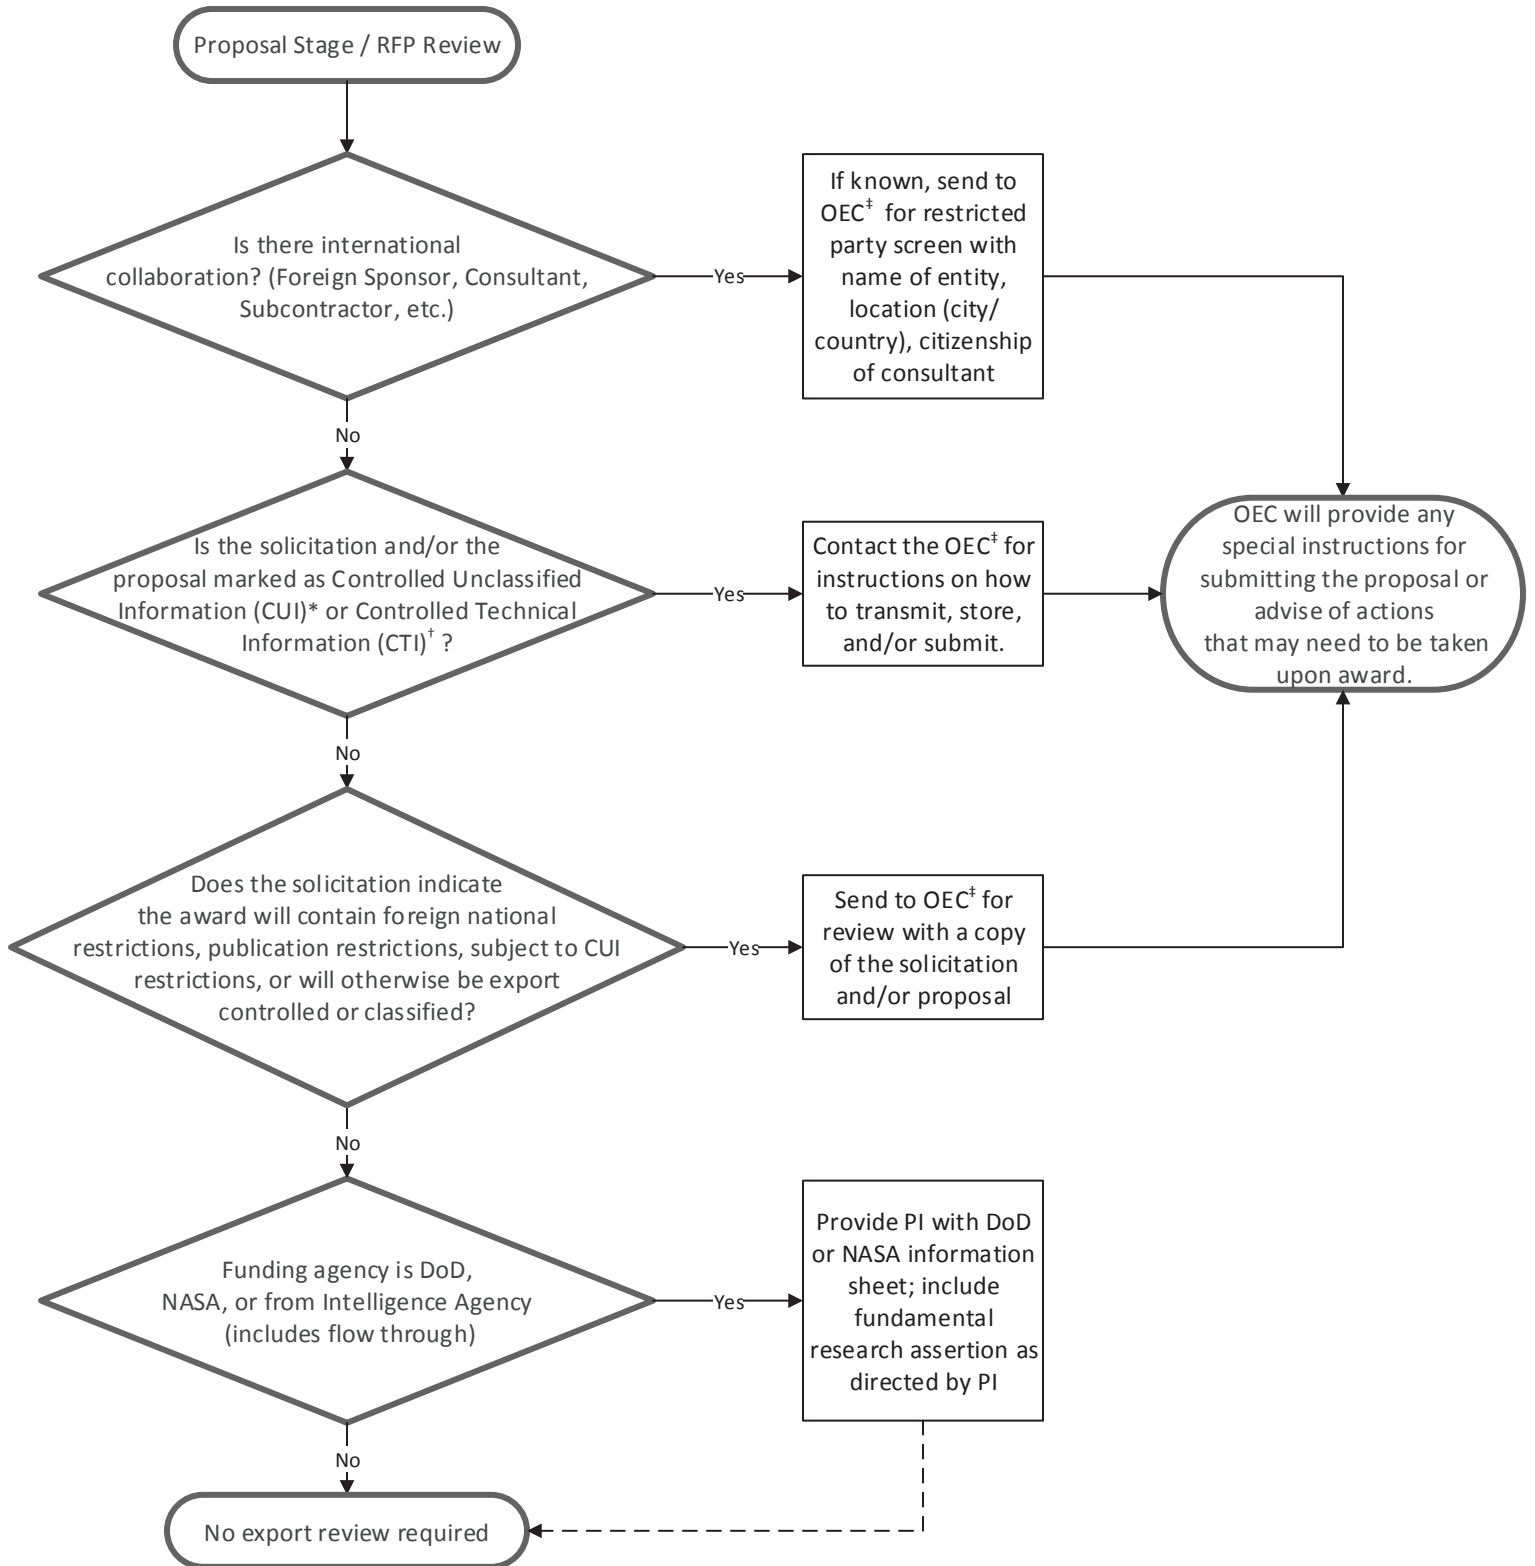 Proposal Stage / RFP Review
Is there international
collaboration? (Foreign Sponsor, Consultant,
Subcontractor, etc.)
Yes
If known, send to
OEC‡ for restricted
party screen with
name of entity,
location (city/
country), citizenship
of consultant
No
Is the solicitation and/or the
proposal marked as Controlled Unclassified
Information (CUI)* or Controlled Technical
Information (CTI)† ?
Yes
Contact the OEC‡ for
instructions on how
to transmit, store,
and/or submit.
OEC will provide any
special instructions for
submitting the proposal or
advise of actions
that may need to be taken
upon award.
No
Does the solicitation indicate
the award will contain foreign national
restrictions, publication restrictions, subject to CUI
restrictions, or will otherwise be export
controlled or classified?
Yes
Send to OEC‡ for
review with a copy
of the solicitation
and/or proposal
No
Funding agency is DoD,
NASA, or from Intelligence Agency
(includes flow through)
Yes
Provide PI with DoD
or NASA information
sheet; include
fundamental
research assertion as
directed by PI
No
No export review required